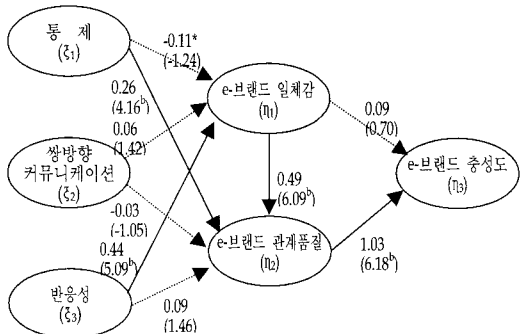 통 제
(ξ₁)
-0.11*
(-1.24)
0.26
(4.16ᵇ)
e-브랜드 일체감
(η₁)
0.06
(1.42)
0.09
(0.70)
쌍방향
커뮤니케이션
(ξ₂)
e-브랜드 충성도
(η₃)
0.49
(6.09ᵇ)
-0.03
(-1.05)
0.44
(5.09ᵇ)
e-브랜드 관계품질
(η₂)
1.03
(6.18ᵇ)
반응성
(ξ₃)
0.09
(1.46)